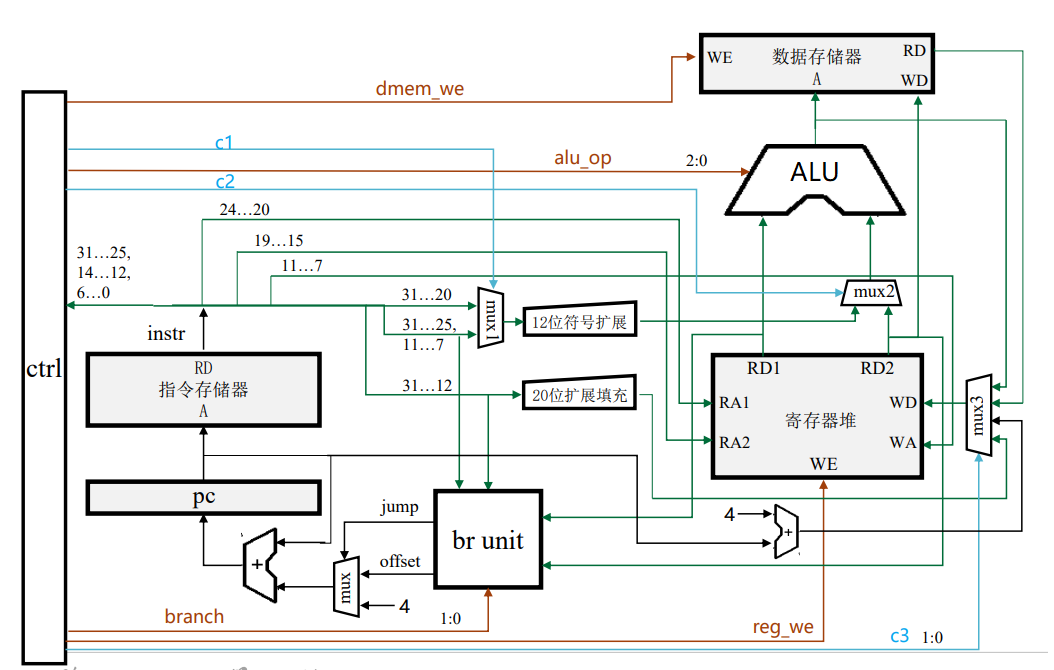 数据存储器
WE
RD
A
WD
dmem_we
c1
alu_op
2:0
ALU
c2
24…20
19…15
31…25,
14…12,
6…0
11…7
31…20
mux1
12位符号扩展
mux2
instr
31…25,
11…7
ctrl
RD
指令存储器
A
31…12
20位扩展填充
RD1
RD2
RA1
WD
寄存器堆
RA2
WA
WE
mux3
pc
jump
br unit
4
+
+
offset
mux
4
branch
1:0
reg_we
c3
1:0